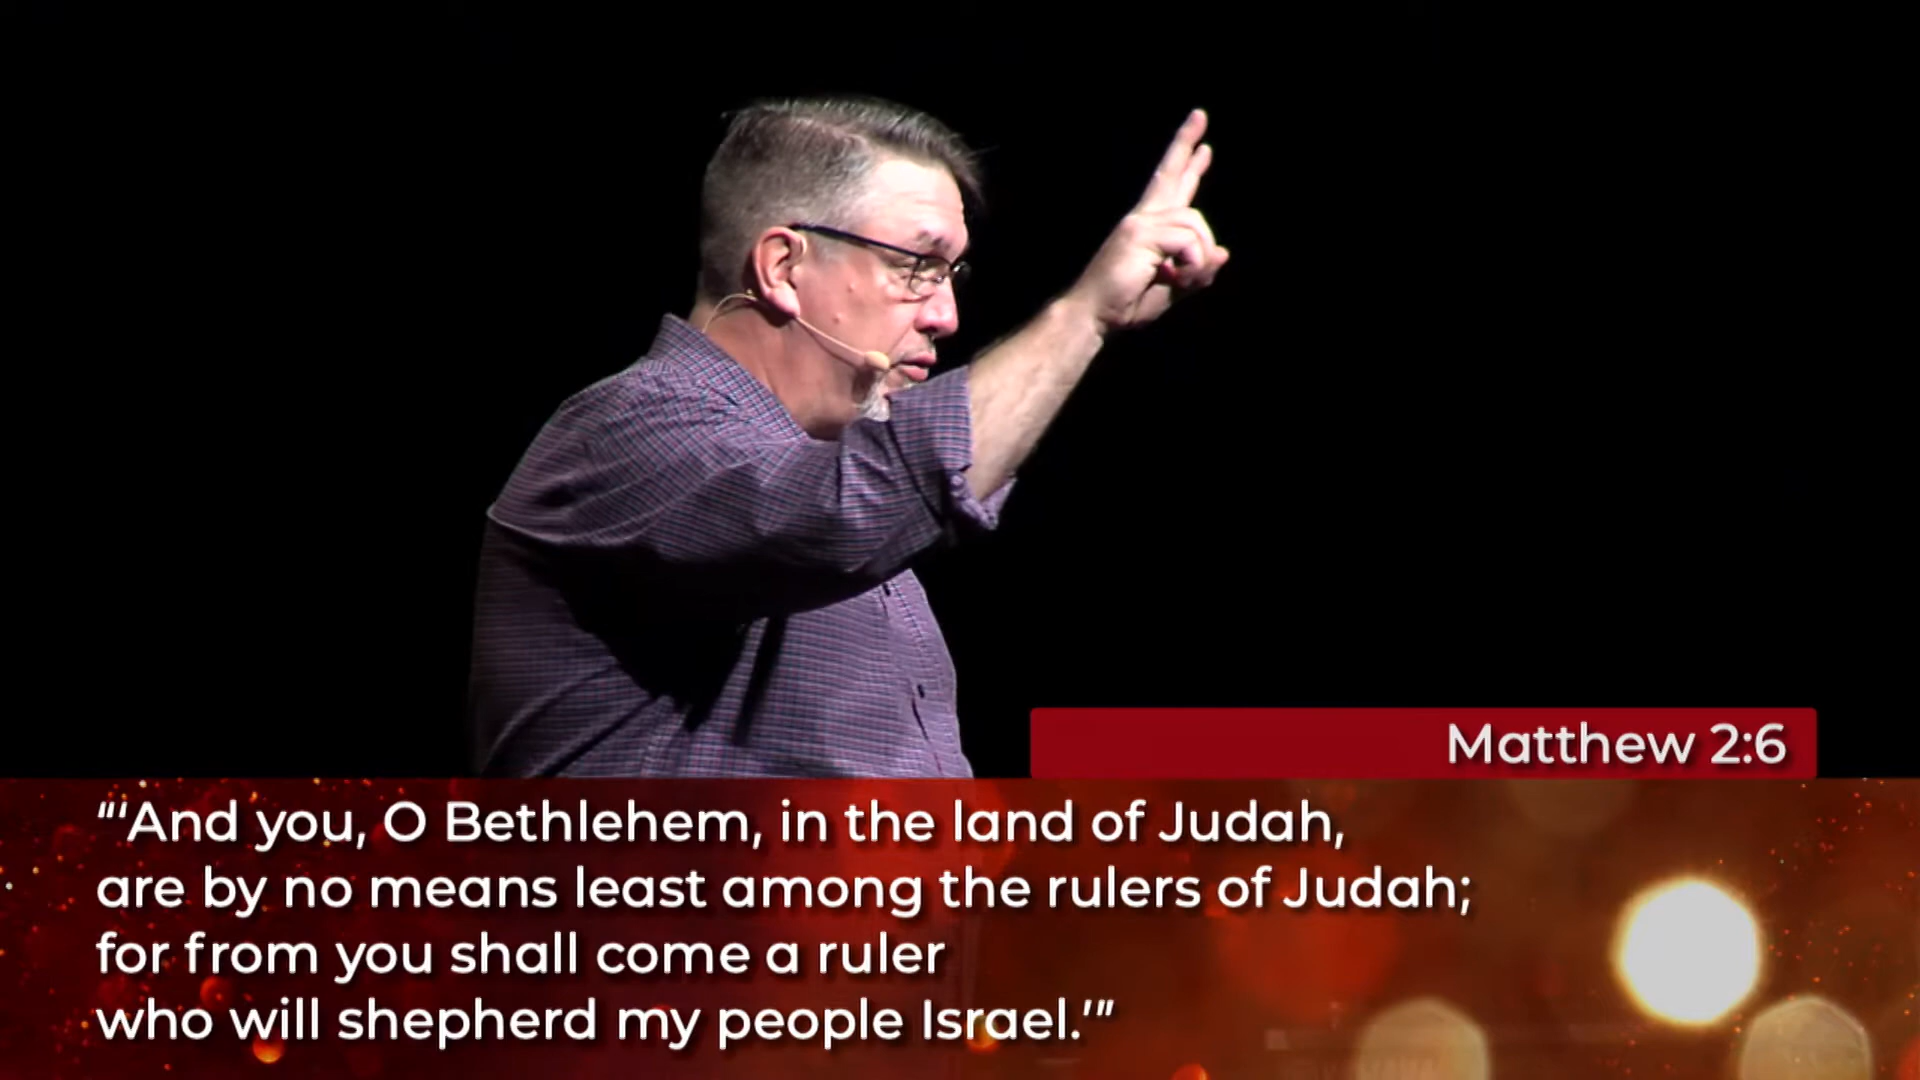 Matthew 2:6
“‘And you, O Bethlehem, in the land of Judah,
are by no means least among the rulers of Judah;
for from you shall come a ruler
who will shepherd my people Israel.’”